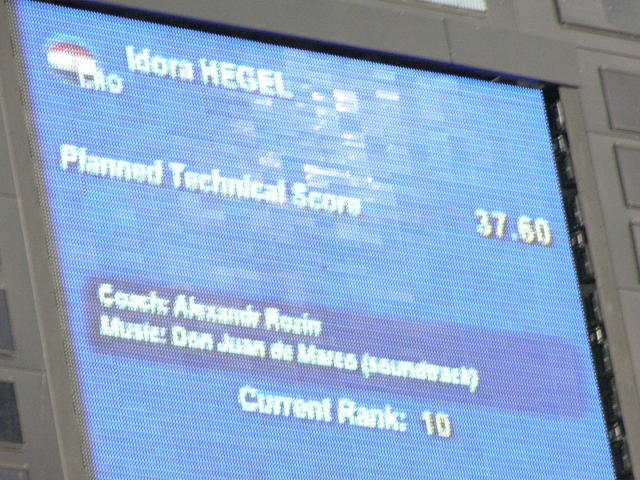 Idora HEGEL
CRO
Planned Technical Score
37.60
Coach: Alexandr Rozin
Music: Don Juan de Marco (soundtrack)
Current Rank: 10